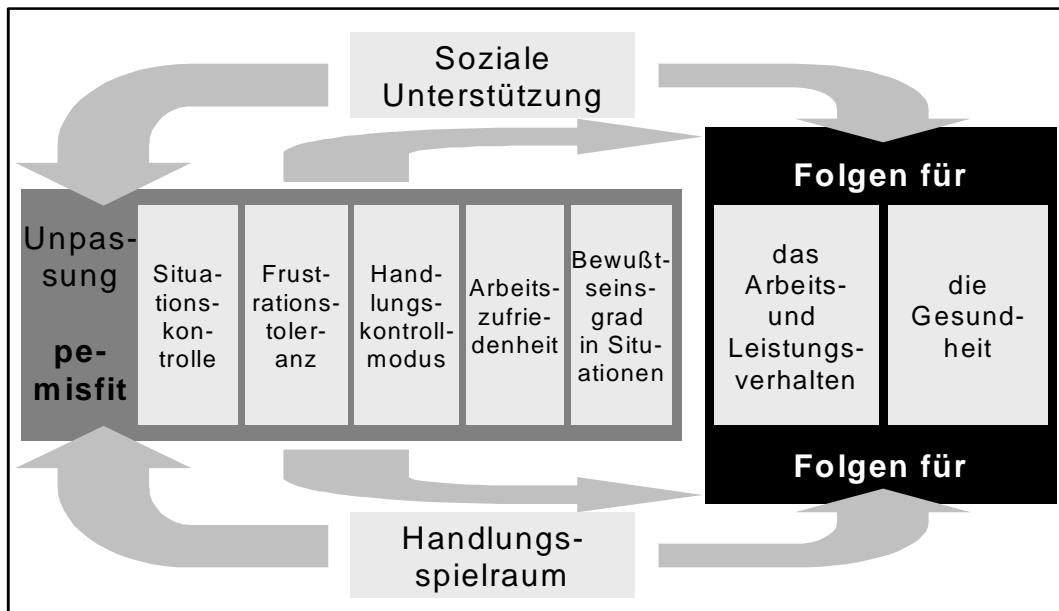 Soziale
Unterstützung
Unpas-
sung
pe-
misfit
Situa-
tions-
kon-
trolle
Frust-
rations-
toler-
anz
Hand-
lungs-
kontroll-
modus
Arbeits-
zufrie-
denheit
Bewußt-
seins-
grad
in Situ-
ationen
Folgen für
das
Arbeits-
und
Leistungs-
verhalten
die
Gesund-
heit
Folgen für
Handlungs-
spielraum